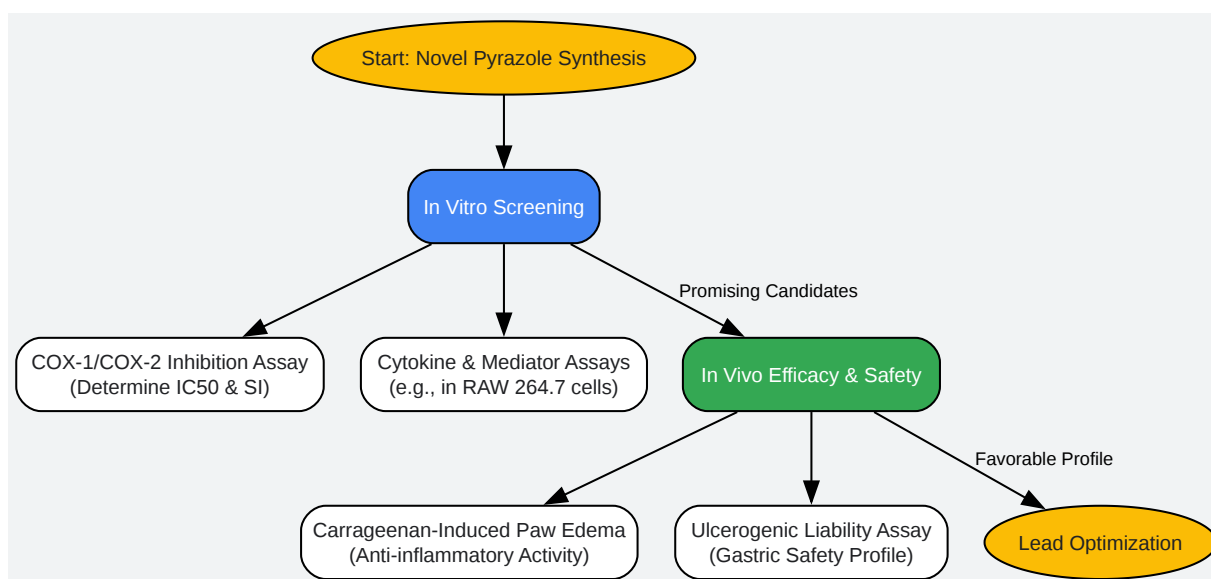 Start: Novel Pyrazole Synthesis
In Vitro Screening
Promising Candidates
COX-1/COX-2 Inhibition Assay
(Determine IC50 & SI)
Cytokine & Mediator Assays
(e.g., in RAW 264.7 cells)
In Vivo Efficacy & Safety
Favorable Profile
Carrageenan-Induced Paw Edema
(Anti-inflammatory Activity)
Ulcerogenic Liability Assay
(Gastric Safety Profile)
Lead Optimization